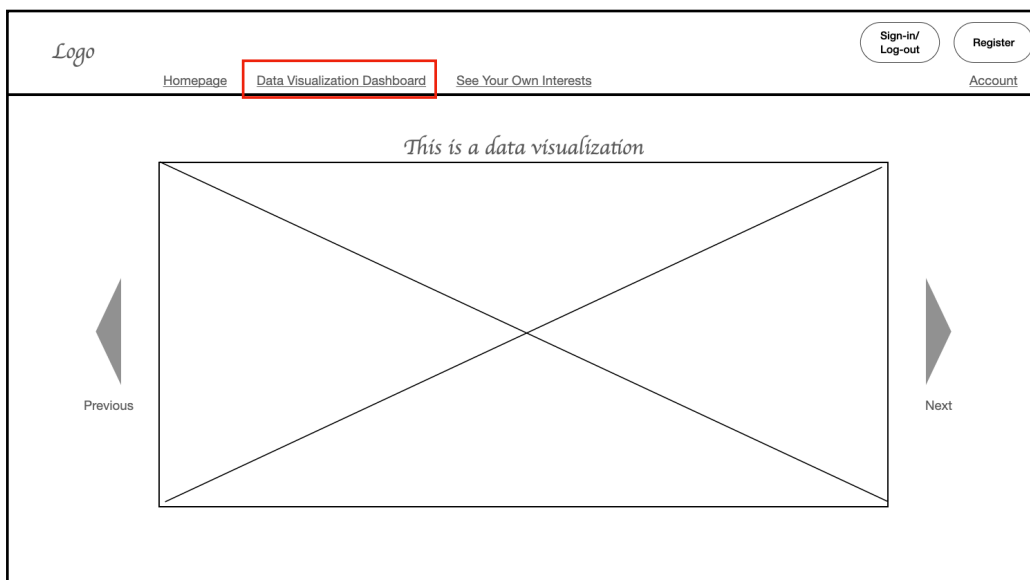 Logo
Sign-in/
Log-out
Register
Homepage
Data Visualization Dashboard
See Your Own Interests
Account
This is a data visualization
Previous
Next